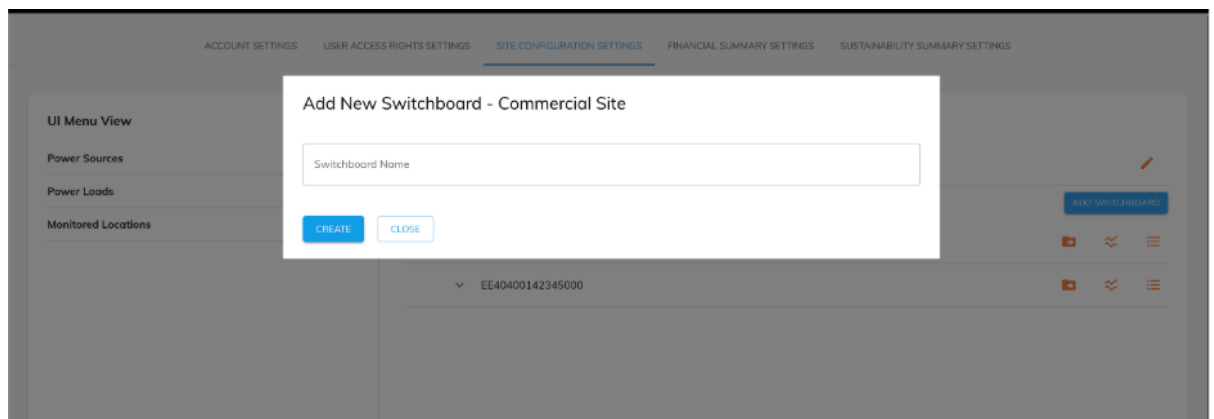 ACCOUNT SETTINGS USER ACCESS RIGHTS SETTINGS SITE CONFIGURATION SETTINGS FINANCIAL SUMMARY SETTINGS SUSTAINABILITY SUMMARY SETTINGS
Add New Switchboard - Commercial Site
UI Menu View
Power Sources
Switchboard Name
Power Loads
ADD SWITCHBOARD
Monitored Locations
CREATE CLOSE
EE40400142345000